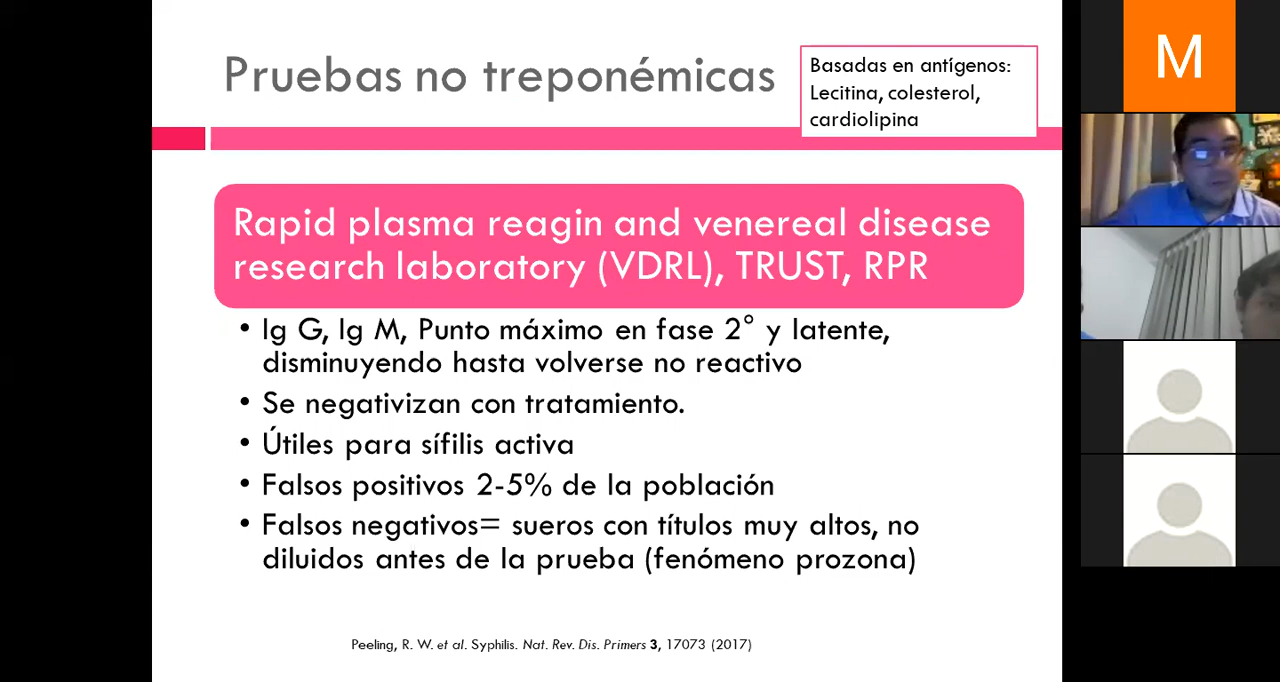 Pruebas no treponémicas
Basadas en antígenos:
Lecitina, colesterol,
cardiolipina
Rapid plasma reagin and venereal disease
research laboratory (VDRL), TRUST, RPR
• Ig G, Ig M, Punto máximo en fase 2° y latente,
disminuyendo hasta volverse no reactivo
• Se negativizan con tratamiento.
• Útiles para sífilis activa
• Falsos positivos 2-5% de la población
• Falsos negativos= sueros con títulos muy altos, no
diluidos antes de la prueba (fenómeno prozona)
Peeling, R. W. et al. Syphilis. Nat. Rev. Dis. Primers 3, 17073 (2017)
M